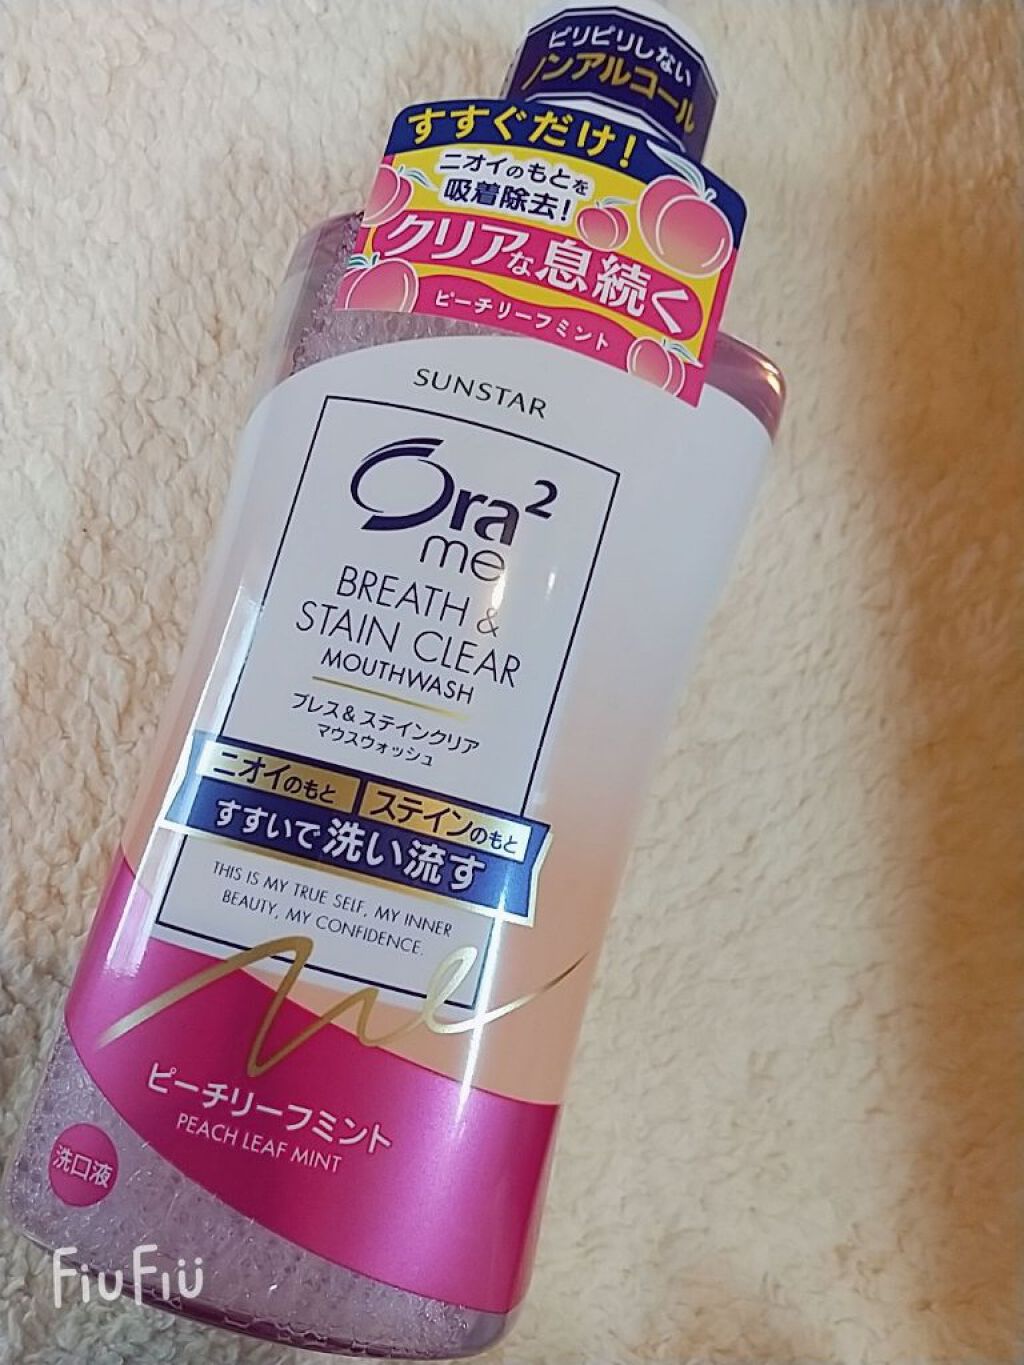 ピリピリしない
ノンアルコール
すすぐだけ!
ニオイのもとを
吸着除去!
クリアな息続く
ピーチリーフミント
SUNSTAR
Ora²
me
BREATH &
STAIN CLEAR
MOUTHWASH
ブレス&ステインクリア
マウスウォッシュ
ニオイのもと ステインのもと
すすいで洗い流す
THIS IS MY TRUE SELF, MY INNER
BEAUTY, MY CONFIDENCE.
Me
ピーチリーフミント
PEACH LEAF MINT
洗口液
FiuFiu